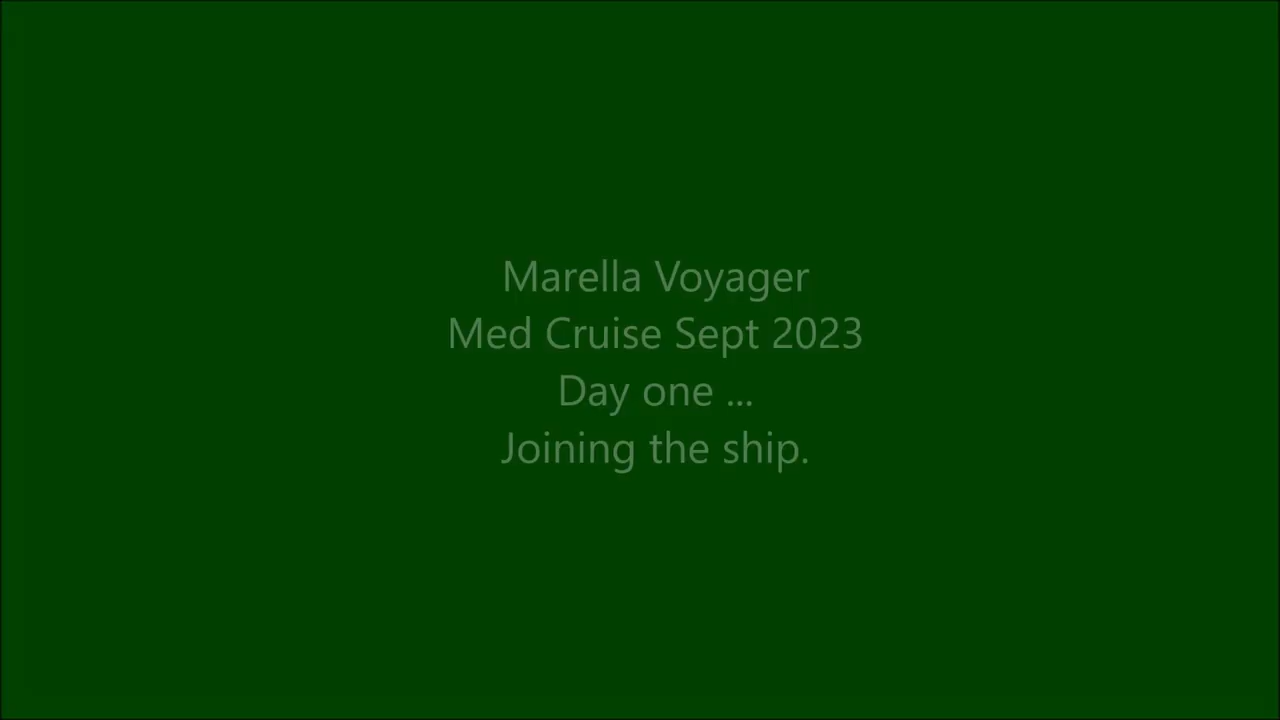 Marella Voyager
Med Cruise Sept 2023
Day one ...
Joining the ship.